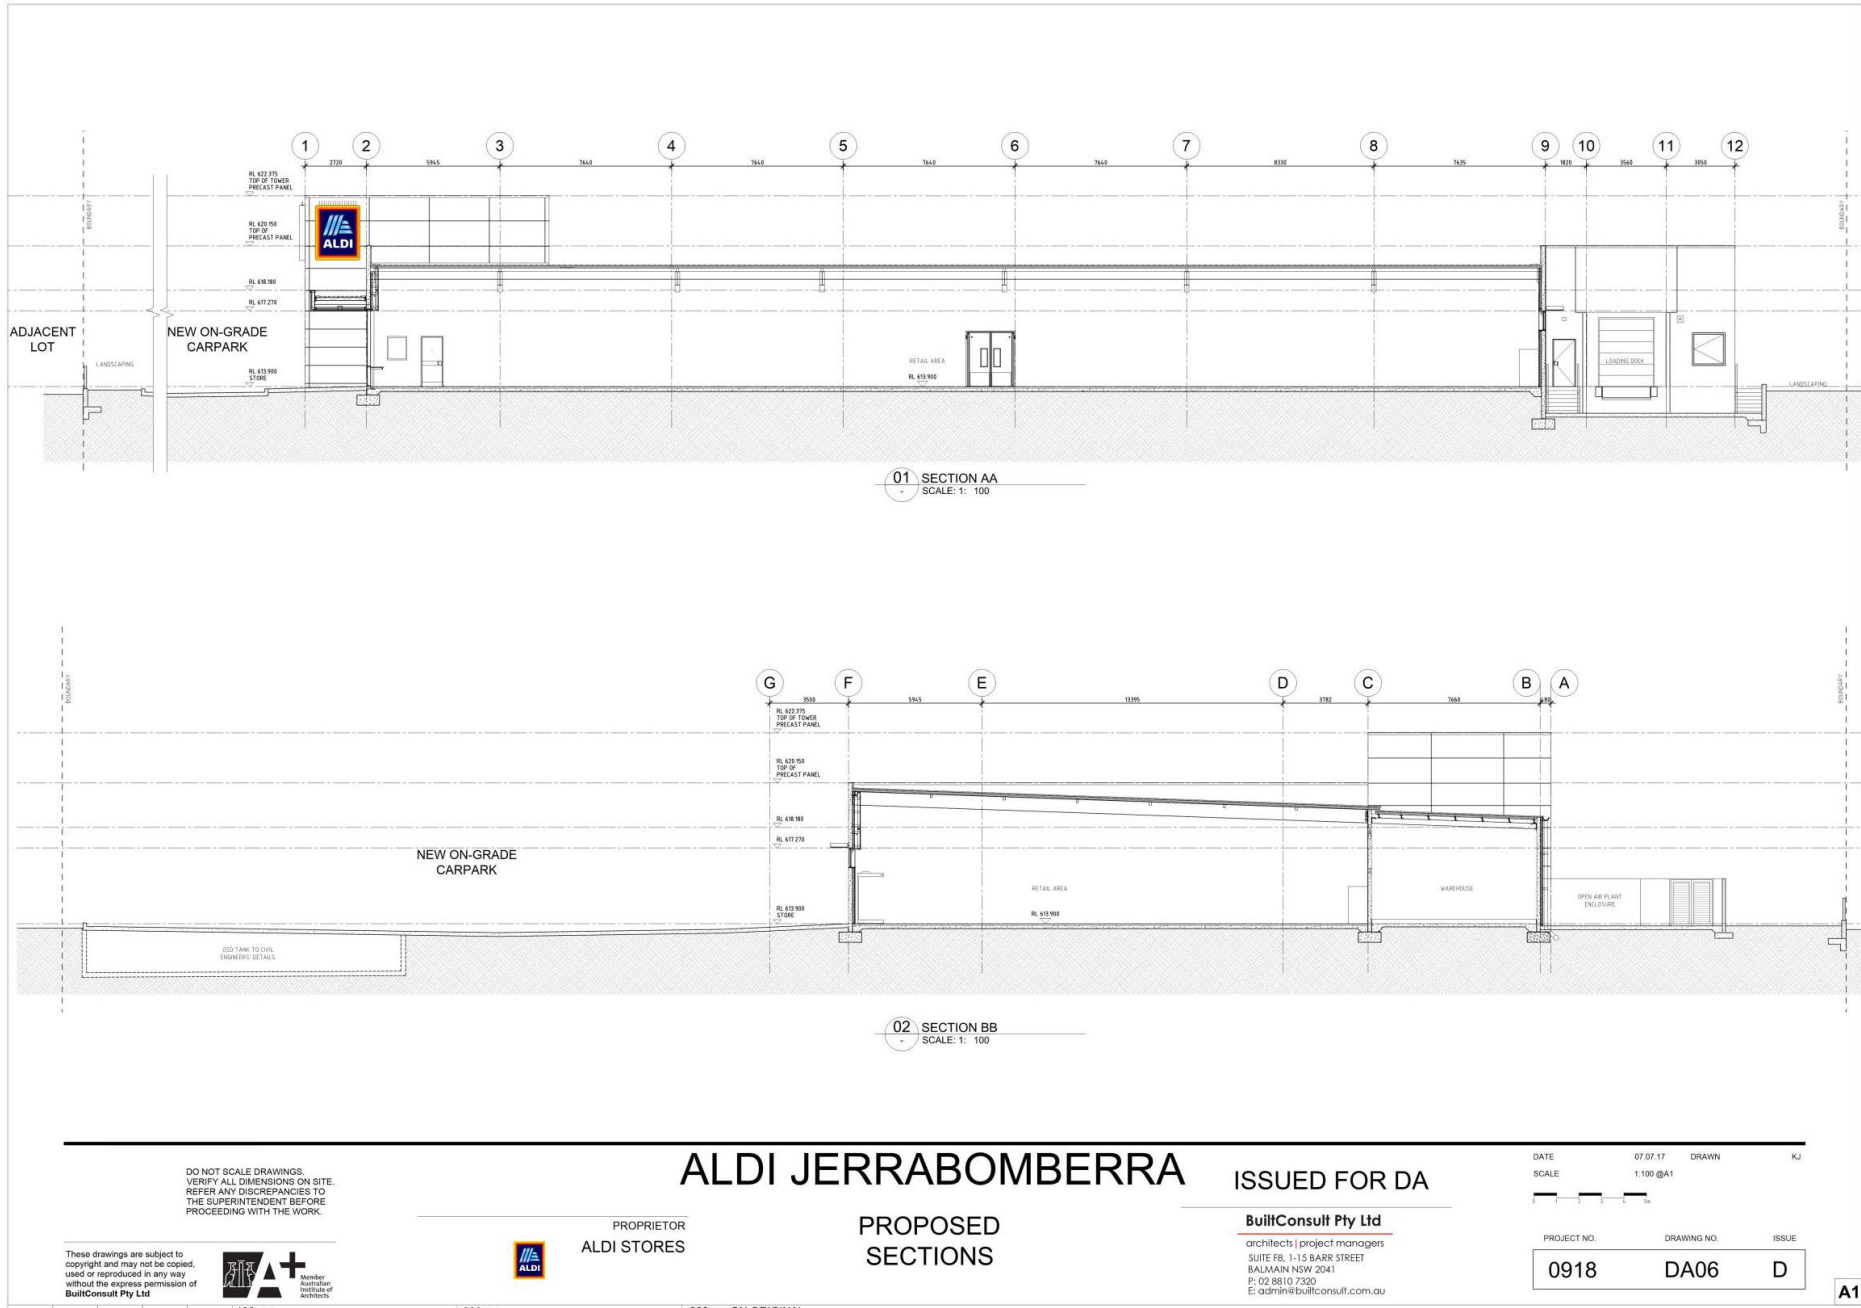 1 2 3 4 5 6 7 8 9 10 11 12
2720 5945 7640 7640 7640 7640 8330 7635 1820 3560 3050
BOUNDARY
BOUNDARY
RL 622.375
TOP OF TOWER
PRECAST PANEL
RL 620.150
TOP OF
PRECAST PANEL
ALDI
RL 618.180
RL 617.270
ADJACENT
LOT
NEW ON-GRADE
CARPARK
LANDSCAPING
RL 613.900
STORE
RETAIL AREA
RL 613.900
LOADING DOCK
LANDSCAPING
01 SECTION AA
- SCALE: 1: 100
G F E D C B A
3500 5945 13395 3782 7660
BOUNDARY
BOUNDARY
RL 622.375
TOP OF TOWER
PRECAST PANEL
RL 620.150
TOP OF
PRECAST PANEL
RL 618.180
RL 617.270
NEW ON-GRADE
CARPARK
RL 613.900
STORE
RETAIL AREA
RL 613.900
WAREHOUSE
OPEN AIR PLANT
ENCLOSURE
OSD TANK TO CIVIL
ENGINEERS' DETAILS
02 SECTION BB
- SCALE: 1: 100
DO NOT SCALE DRAWINGS.
VERIFY ALL DIMENSIONS ON SITE.
REFER ANY DISCREPANCIES TO
THE SUPERINTENDENT BEFORE
PROCEEDING WITH THE WORK.
These drawings are subject to
copyright and may not be copied,
used or reproduced in any way
without the express permission of
BuiltConsult Pty Ltd
A+
Member
Australian
Institute of
Architects
PROPRIETOR
ALDI STORES
ALDI
ALDI JERRABOMBERRA
PROPOSED
SECTIONS
ISSUED FOR DA
BuiltConsult Pty Ltd
architects | project managers
SUITE F8, 1-15 BARR STREET
BALMAIN NSW 2041
P: 02 8810 7320
E: admin@builtconsult.com.au
DATE 07.07.17 DRAWN KJ
SCALE 1:100 @A1
0 1 2 3 4 5m
PROJECT NO. DRAWING NO. ISSUE
0918 DA06 D
A1